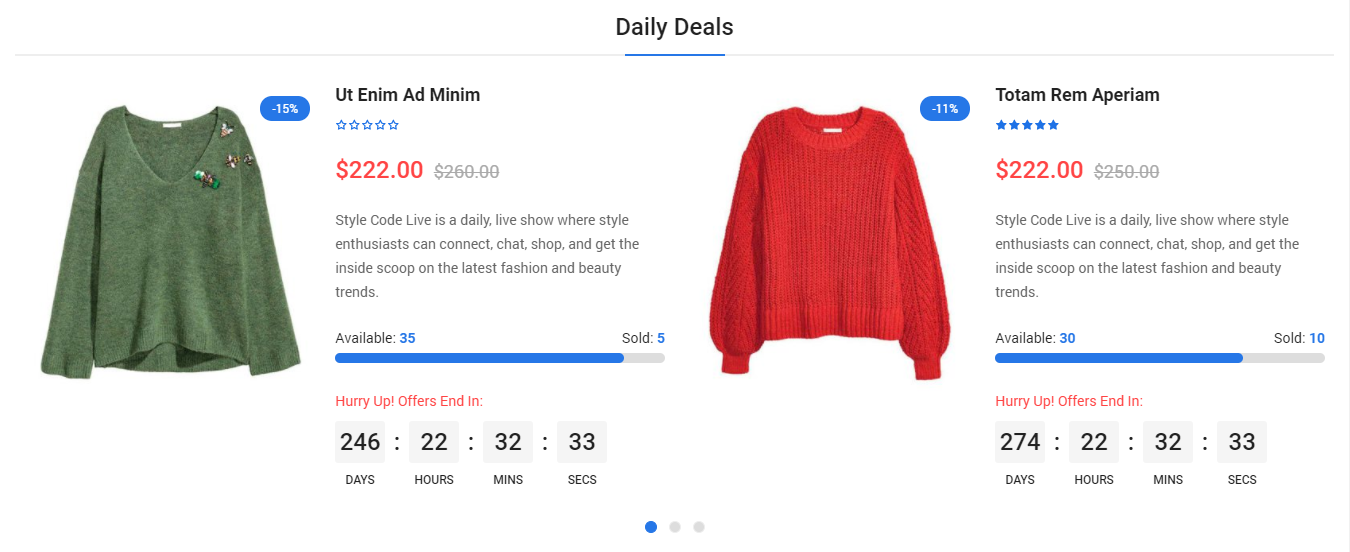 Daily Deals
-15%
Ut Enim Ad Minim
$222.00 $260.00
Style Code Live is a daily, live show where style
enthusiasts can connect, chat, shop, and get the
inside scoop on the latest fashion and beauty
trends.
Available: 35 Sold: 5
Hurry Up! Offers End In:
246 : 22 : 32 : 33
DAYS HOURS MINS SECS
-11%
Totam Rem Aperiam
$222.00 $250.00
Style Code Live is a daily, live show where style
enthusiasts can connect, chat, shop, and get the
inside scoop on the latest fashion and beauty
trends.
Available: 30 Sold: 10
Hurry Up! Offers End In:
274 : 22 : 32 : 33
DAYS HOURS MINS SECS